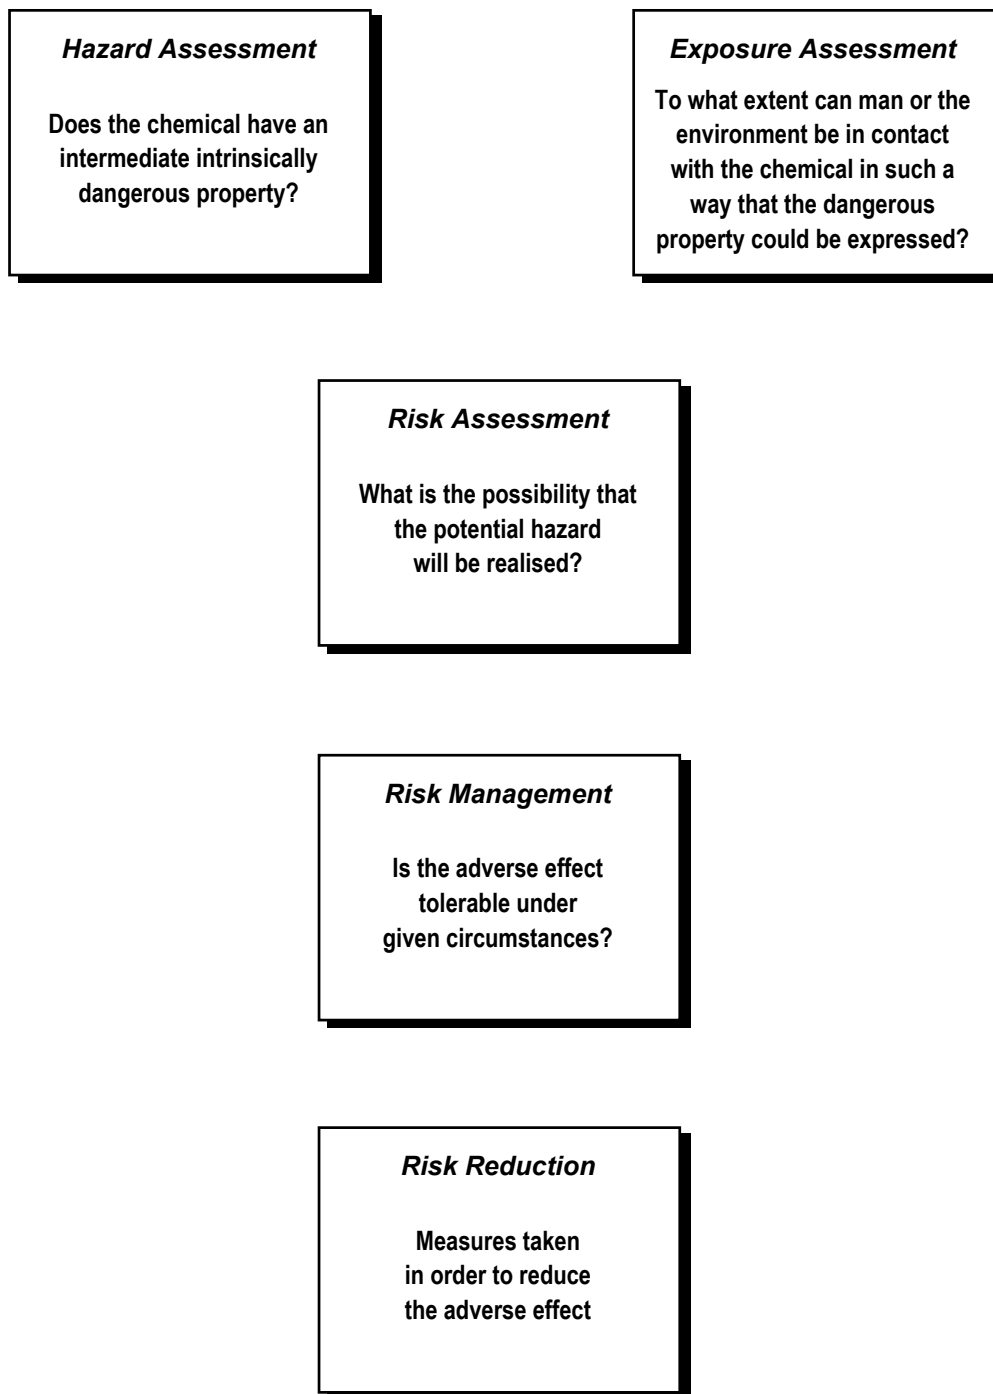 Hazard Assessment
Does the chemical have an
intermediate intrinsically
dangerous property?
Exposure Assessment
To what extent can man or the
environment be in contact
with the chemical in such a
way that the dangerous
property could be expressed?
Risk Assessment
What is the possibility that
the potential hazard
will be realised?
Risk Management
Is the adverse effect
tolerable under
given circumstances?
Risk Reduction
Measures taken
in order to reduce
the adverse effect